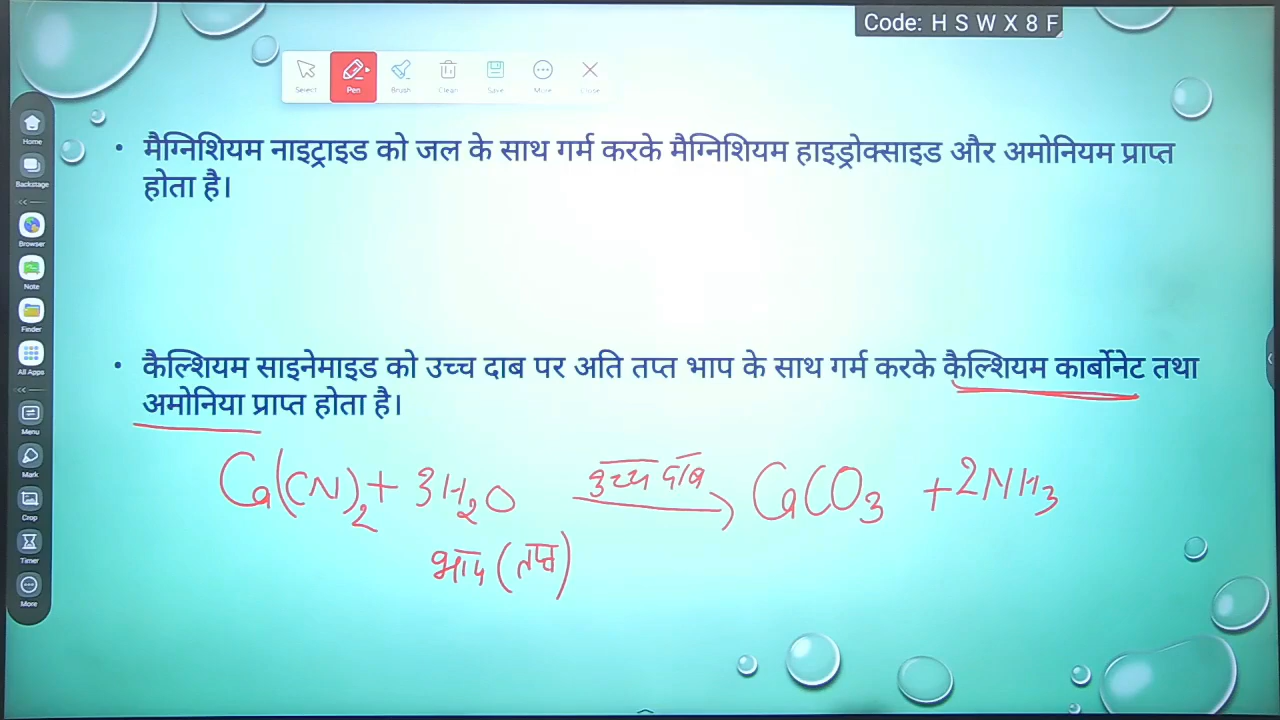 Code: H S W X 8 F
Select Pen Brush Clean Save More Close
Home
Backstage
Browser
Note
Finder
All Apps
Menu
Mark
Crop
Timer
More
• मैग्निशियम नाइट्राइड को जल के साथ गर्म करके मैग्निशियम हाइड्रोक्साइड और अमोनियम प्राप्त
होता है।
• कैल्शियम साइनेमाइड को उच्च दाब पर अति तप्त भाप के साथ गर्म करके कैल्शियम कार्बोनेट तथा
अमोनिया प्राप्त होता है।
Ca(CN)₂ + 3H₂O उच्च दाब → CaCO₃ + 2NH₃
भाप (तप्त)